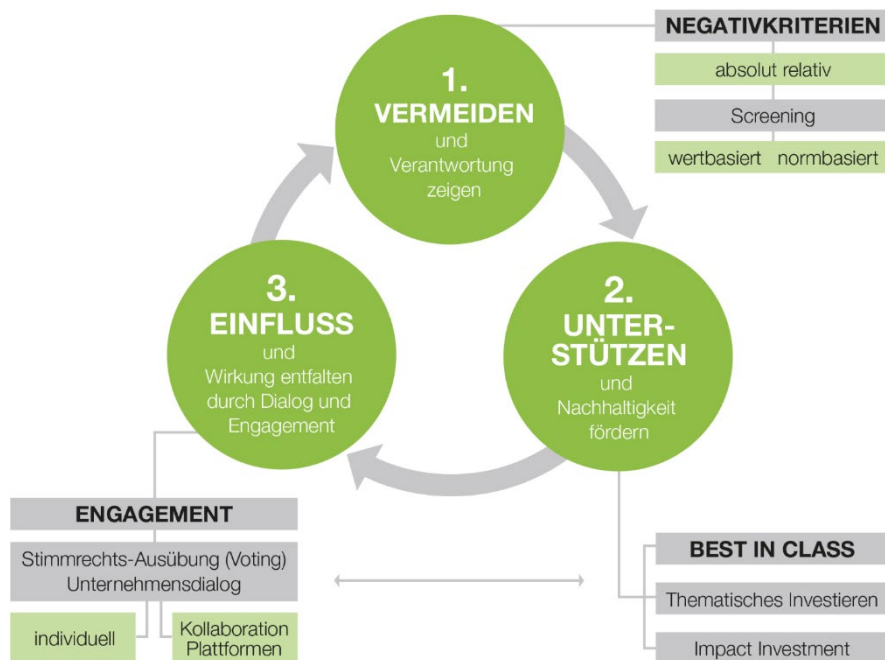 1.
VERMEIDEN
und
Verantwortung
zeigen
NEGATIVKRITERIEN
absolut relativ
Screening
wertbasiert normbasiert
2.
UNTER-
STÜTZEN
und
Nachhaltigkeit
fördern
BEST IN CLASS
Thematisches Investieren
Impact Investment
3.
EINFLUSS
und
Wirkung entfalten
durch Dialog und
Engagement
ENGAGEMENT
Stimmrechts-Ausübung (Voting)
Unternehmensdialog
individuell
Kollaboration
Plattformen